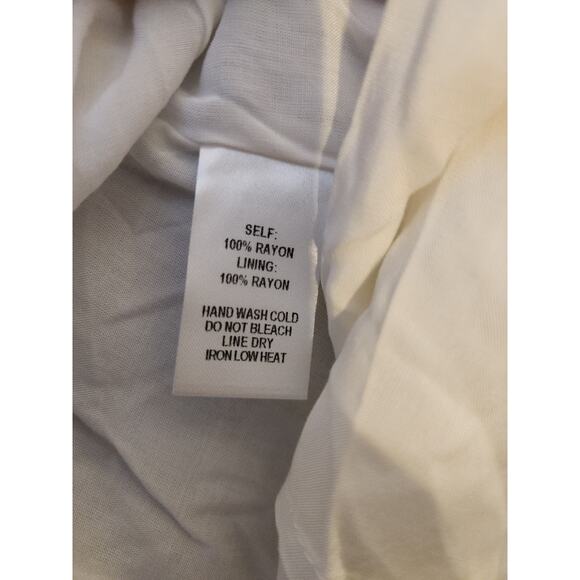 SELF:
100% RAYON
LINING:
100% RAYON
HAND WASH COLD
DO NOT BLEACH
LINE DRY
IRON LOW HEAT